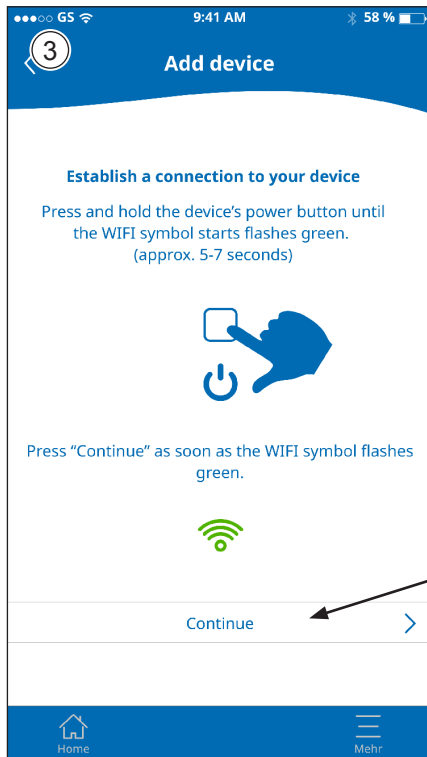 GS 9:41 AM 58 %
3
Add device
Establish a connection to your device
Press and hold the device's power button until
the WIFI symbol starts flashes green.
(approx. 5-7 seconds)
Press “Continue” as soon as the WIFI symbol flashes
green.
Continue
Home Mehr